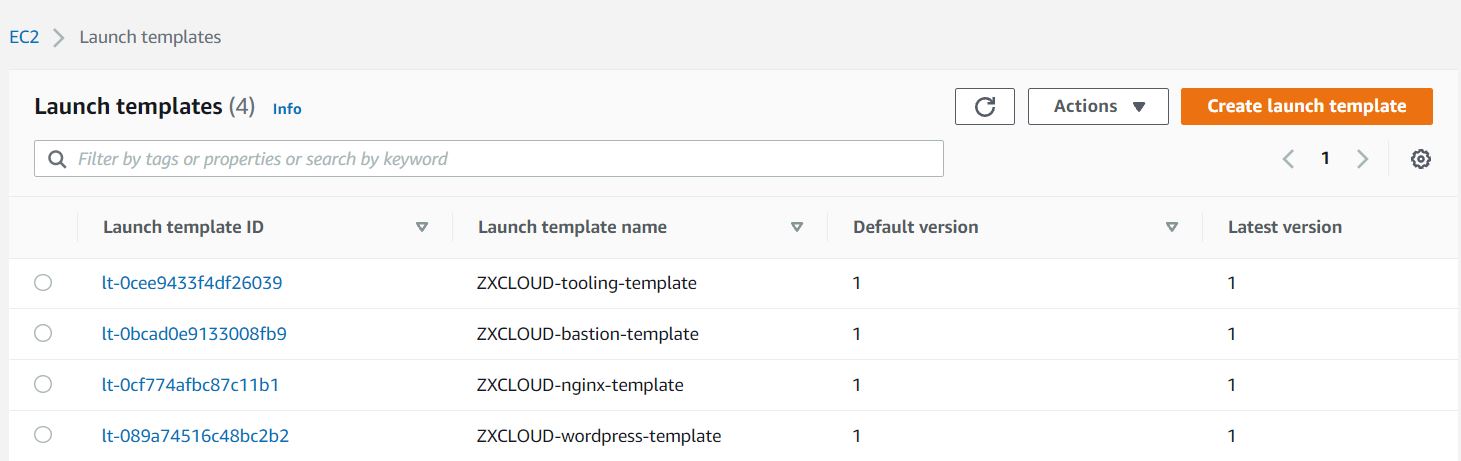 EC2 > Launch templates
Launch templates (4) Info
Actions
Create launch template
Filter by tags or properties or search by keyword
1
Launch template ID Launch template name Default version Latest version
lt-0cee9433f4df26039 ZXCLOUD-tooling-template 1 1
lt-0bcad0e9133008fb9 ZXCLOUD-bastion-template 1 1
lt-0cf774afbc87c11b1 ZXCLOUD-nginx-template 1 1
lt-089a74516c48bc2b2 ZXCLOUD-wordpress-template 1 1